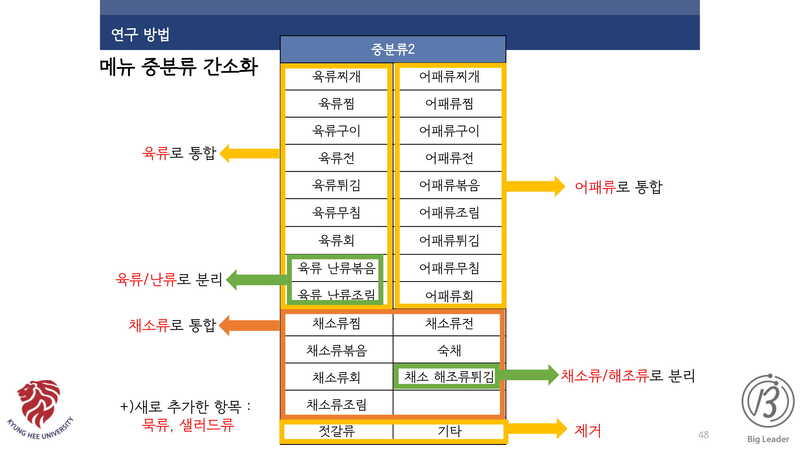 연구 방법
메뉴 중분류 간소화
중분류2
육류찌개 어패류찌개
육류찜 어패류찜
육류구이 어패류구이
육류전 어패류전
육류튀김 어패류볶음
육류무침 어패류조림
육류회 어패류튀김
육류 난류볶음 어패류무침
육류 난류조림 어패류회
채소류찜 채소류전
채소류볶음 숙채
채소류회 채소 해조류튀김
채소류조림
젓갈류 기타
육류로 통합
어패류로 통합
육류/난류로 분리
채소류로 통합
채소류/해조류로 분리
+)새로 추가한 항목 :
묵류, 샐러드류
제거
KYUNG HEE UNIVERSITY
48
Big Leader